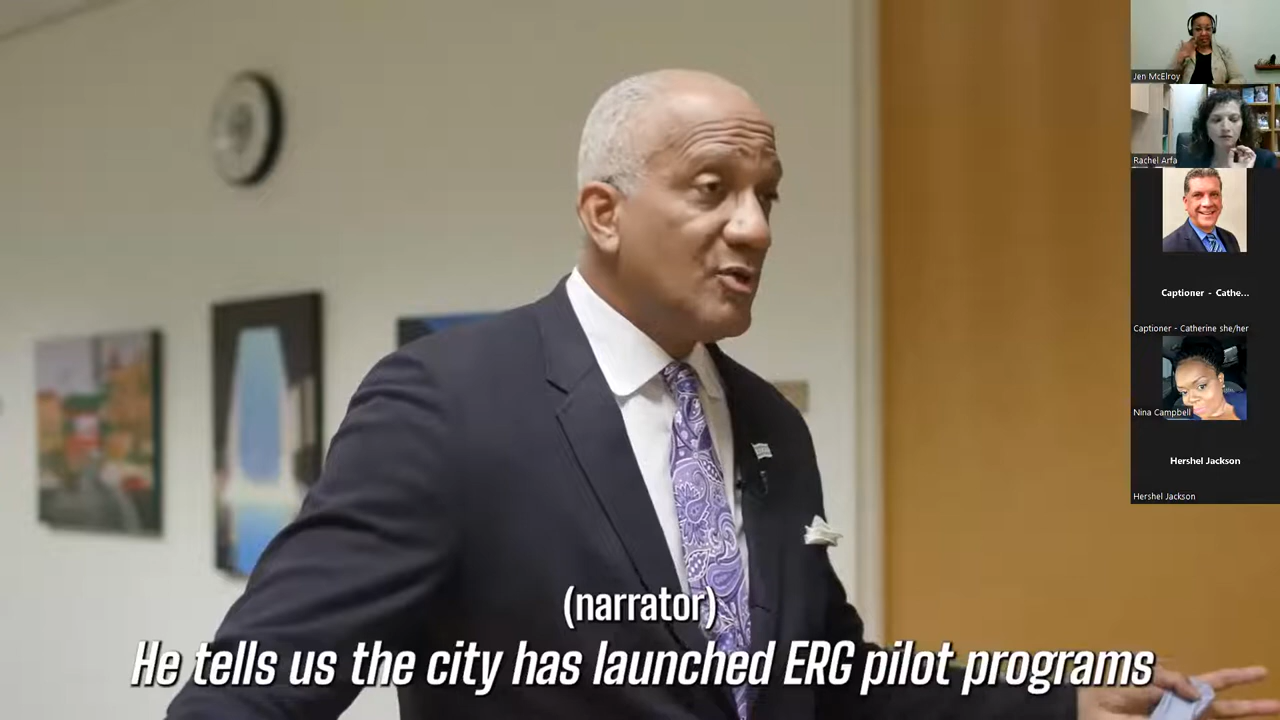 (narrator)
He tells us the city has launched ERG pilot programs
Jen McElroy
Rachel Arfa
Captioner - Cathe...
Captioner - Catherine she/her
Nina Campbell
Hershel Jackson
Hershel Jackson